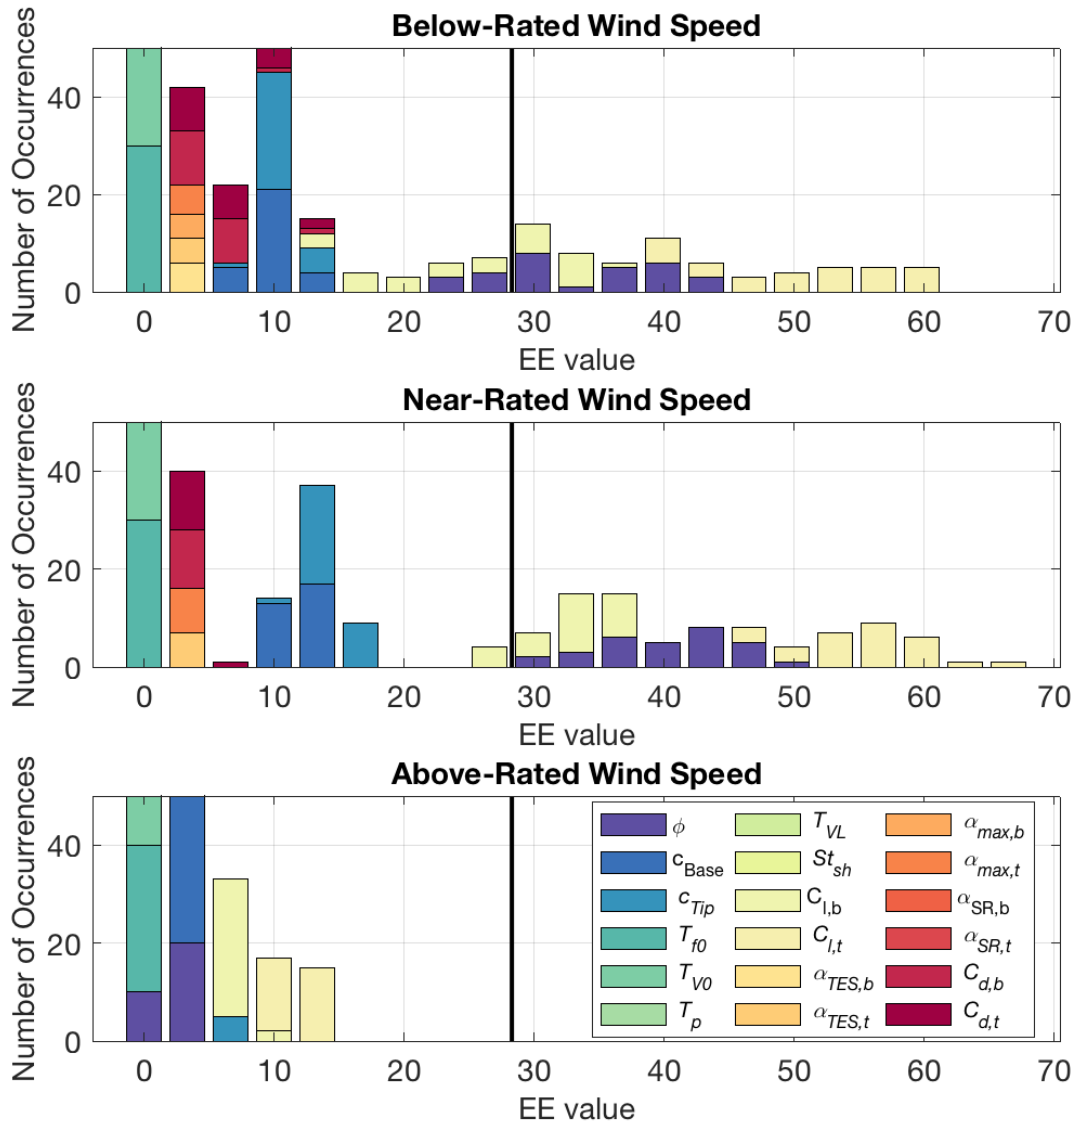 Below-Rated Wind Speed
Number of Occurrences
40
20
0
0 10 20 30 40 50 60 70
EE value
Near-Rated Wind Speed
Number of Occurrences
40
20
0
0 10 20 30 40 50 60 70
EE value
Above-Rated Wind Speed
Number of Occurrences
40
20
0
ϕ T_VL α_max,b
c_Base St_sh α_max,t
c_Tip C_l,b α_SR,b
T_f0 C_l,t α_SR,t
T_V0 α_TES,b C_d,b
T_p α_TES,t C_d,t
0 10 20 30 40 50 60 70
EE value